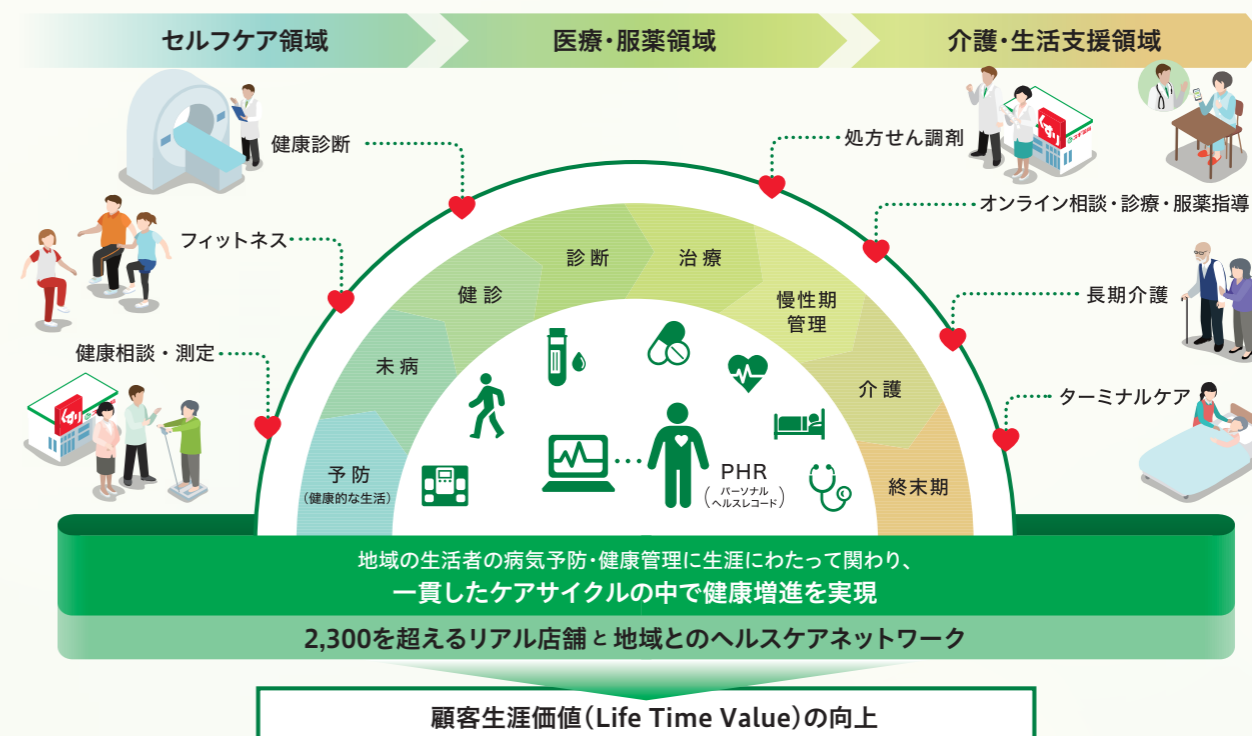 セルフケア領域
医療・服薬領域
介護・生活支援領域
健康診断
フィットネス
健康相談・測定
くすり
処方せん調剤
くすり
オンライン相談・診療・服薬指導
長期介護
ターミナルケア
予防
(健康的な生活)
未病
健診
診断
治療
慢性期
管理
介護
終末期
PHR
(パーソナル
ヘルスレコード)
地域の生活者の病気予防・健康管理に生涯にわたって関わり、
一貫したケアサイクルの中で健康増進を実現
2,300を超えるリアル店舗と地域とのヘルスケアネットワーク
顧客生涯価値(Life Time Value)の向上